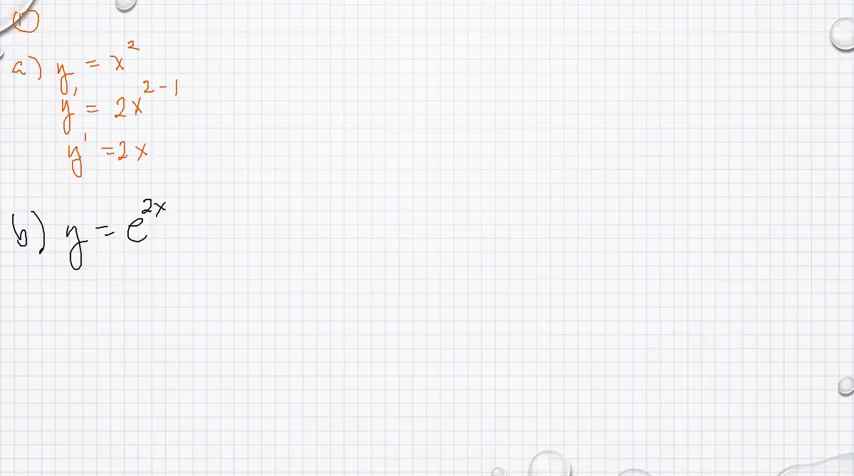 ①
a) y = x²
y' = 2x²⁻¹
y' = 2x
b) y = e²ˣ